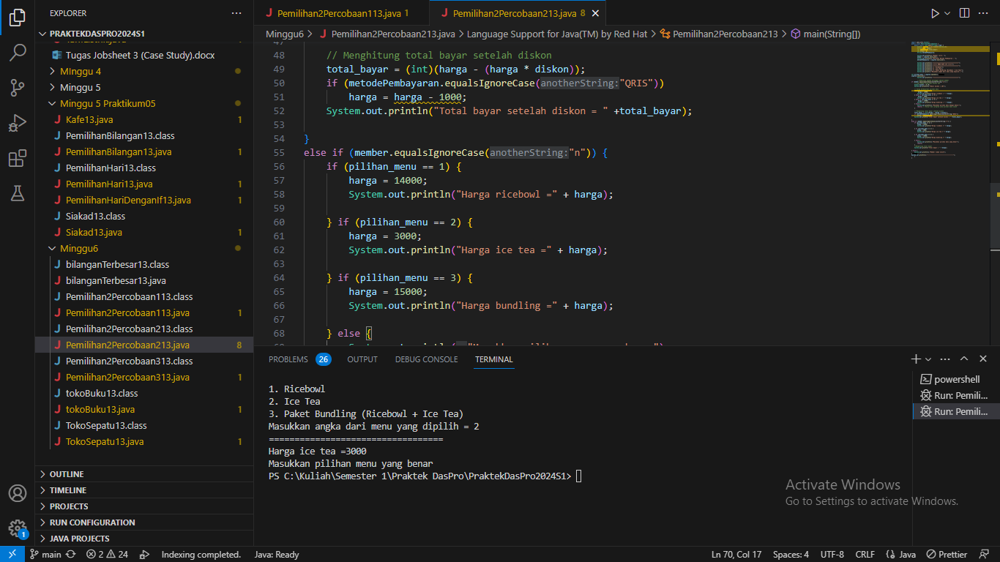 EXPLORER
PRAKTEKDASPRO2024S1
Tugas Jobsheet 3 (Case Study).docx
MInggu 4
Minggu 5
Minggu 5 Praktikum05
Kafe13.java 1
PemilihanBilangan13.class
PemilihanBilangan13.java 1
PemilihanHari13.class
PemilihanHari13.java 1
PemilihanHariDenganIf13.java 1
Siakad13.class
Siakad13.java 1
Minggu6
bilanganTerbesar13.class
bilanganTerbesar13.java
Pemilihan2Percobaan113.class
Pemilihan2Percobaan113.java 1
Pemilihan2Percobaan213.class
Pemilihan2Percobaan213.java 8
Pemilihan2Percobaan313.class
Pemilihan2Percobaan313.java 1
tokoBuku13.class
tokoBuku13.java 1
TokoSepatu13.class
TokoSepatu13.java 1
OUTLINE
TIMELINE
PROJECTS
RUN CONFIGURATION
JAVA PROJECTS
1
Pemilihan2Percobaan113.java 1
Pemilihan2Percobaan213.java 8
Minggu6 > Pemilihan2Percobaan213.java > Language Support for Java(TM) by Red Hat > Pemilihan2Percobaan213 > main(String[])
48 // Menghitung total bayar setelah diskon
49 total_bayar = (int)(harga - (harga * diskon));
50 if (metodePembayaran.equalsIgnoreCase(anotherString:"QRIS"))
51 harga = harga - 1000;
52 System.out.println("Total bayar setelah diskon = " +total_bayar);
53
54 }
55 else if (member.equalsIgnoreCase(anotherString:"n")) {
56 if (pilihan_menu == 1) {
57 harga = 14000;
58 System.out.println("Harga ricebowl =" + harga);
59
60 } if (pilihan_menu == 2) {
61 harga = 3000;
62 System.out.println("Harga ice tea =" + harga);
63
64 } if (pilihan_menu == 3) {
65 harga = 15000;
66 System.out.println("Harga bundling =" + harga);
67
68 } else {
PROBLEMS 26 OUTPUT DEBUG CONSOLE TERMINAL
1. Ricebowl
2. Ice Tea
3. Paket Bundling (Ricebowl + Ice Tea)
Masukkan angka dari menu yang dipilih = 2
==================================
Harga ice tea =3000
Masukkan pilihan menu yang benar
PS C:\Kuliah\Semester 1\Praktek DasPro\PraktekDasPro2024S1>
powershell
Run: Pemili...
Run: Pemili...
Activate Windows
Go to Settings to activate Windows.
main 2 24 Indexing completed. Java: Ready Ln 70, Col 17 Spaces: 4 UTF-8 CRLF Java Prettier